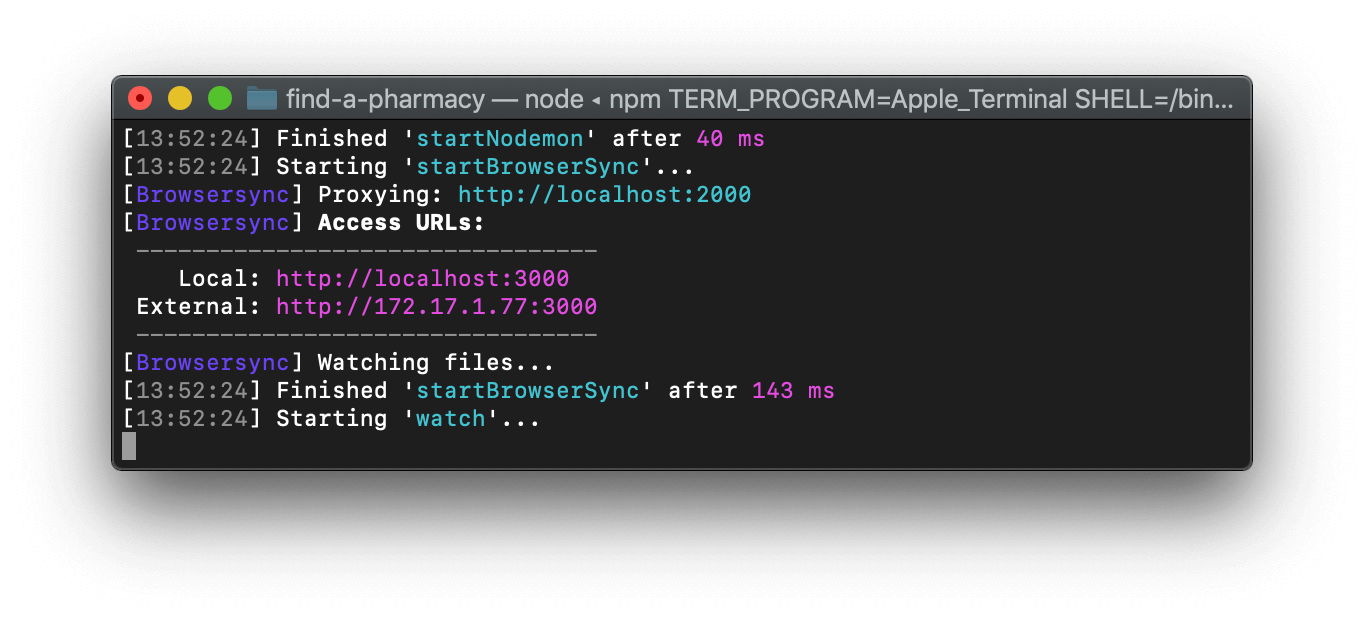 find-a-pharmacy — node ◂ npm TERM_PROGRAM=Apple_Terminal SHELL=/bin...
[13:52:24] Finished 'startNodemon' after 40 ms
[13:52:24] Starting 'startBrowserSync'...
[Browsersync] Proxying: http://localhost:2000
[Browsersync] Access URLs:
---------------------------------
Local: http://localhost:3000
External: http://172.17.1.77:3000
---------------------------------
[Browsersync] Watching files...
[13:52:24] Finished 'startBrowserSync' after 143 ms
[13:52:24] Starting 'watch'...